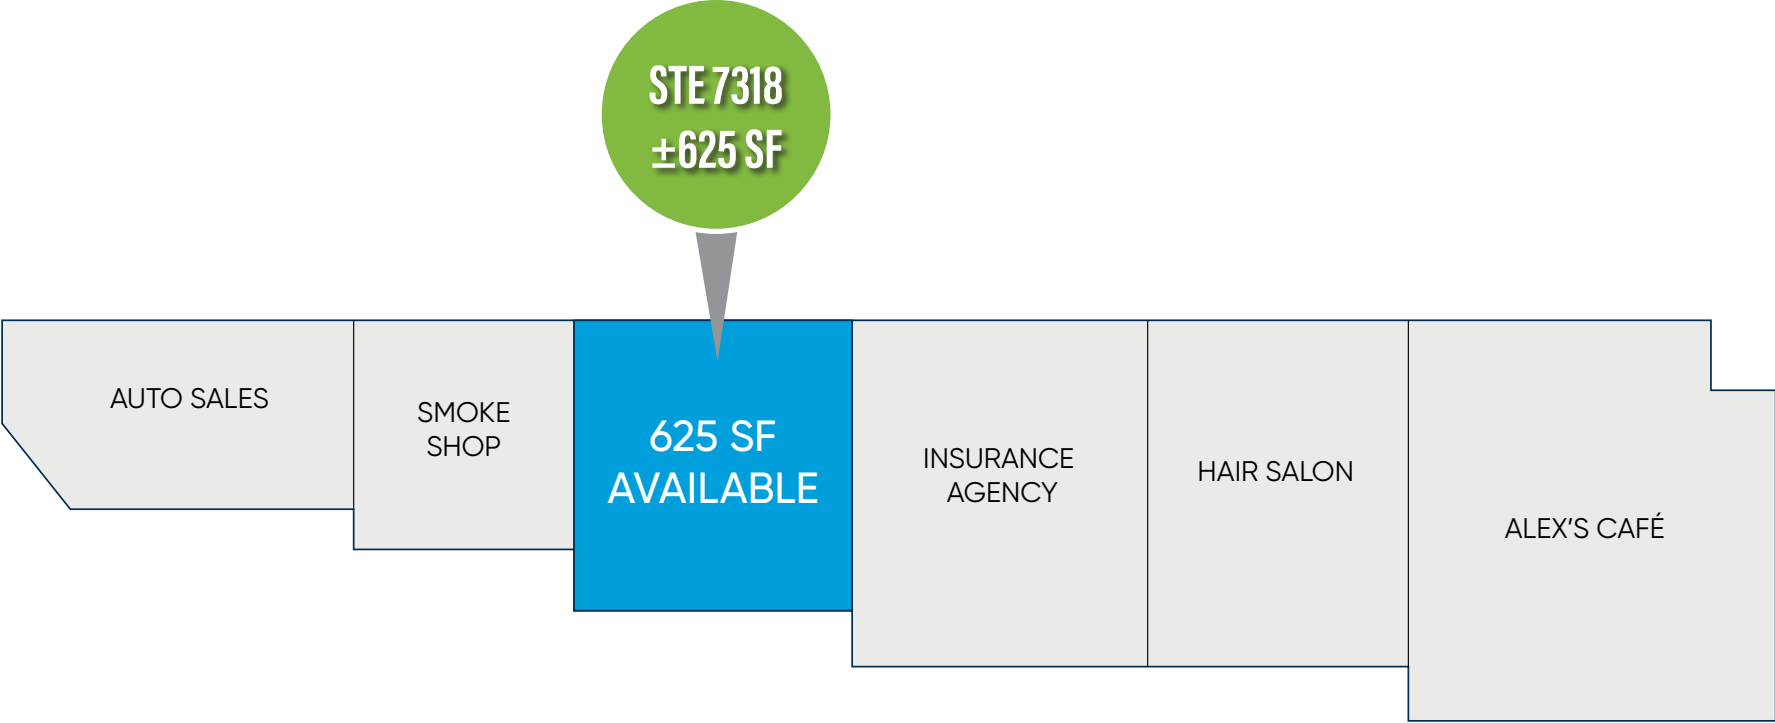 STE 7318
±625 SF
AUTO SALES
SMOKE
SHOP
625 SF
AVAILABLE
INSURANCE
AGENCY
HAIR SALON
ALEX’S CAFÉ